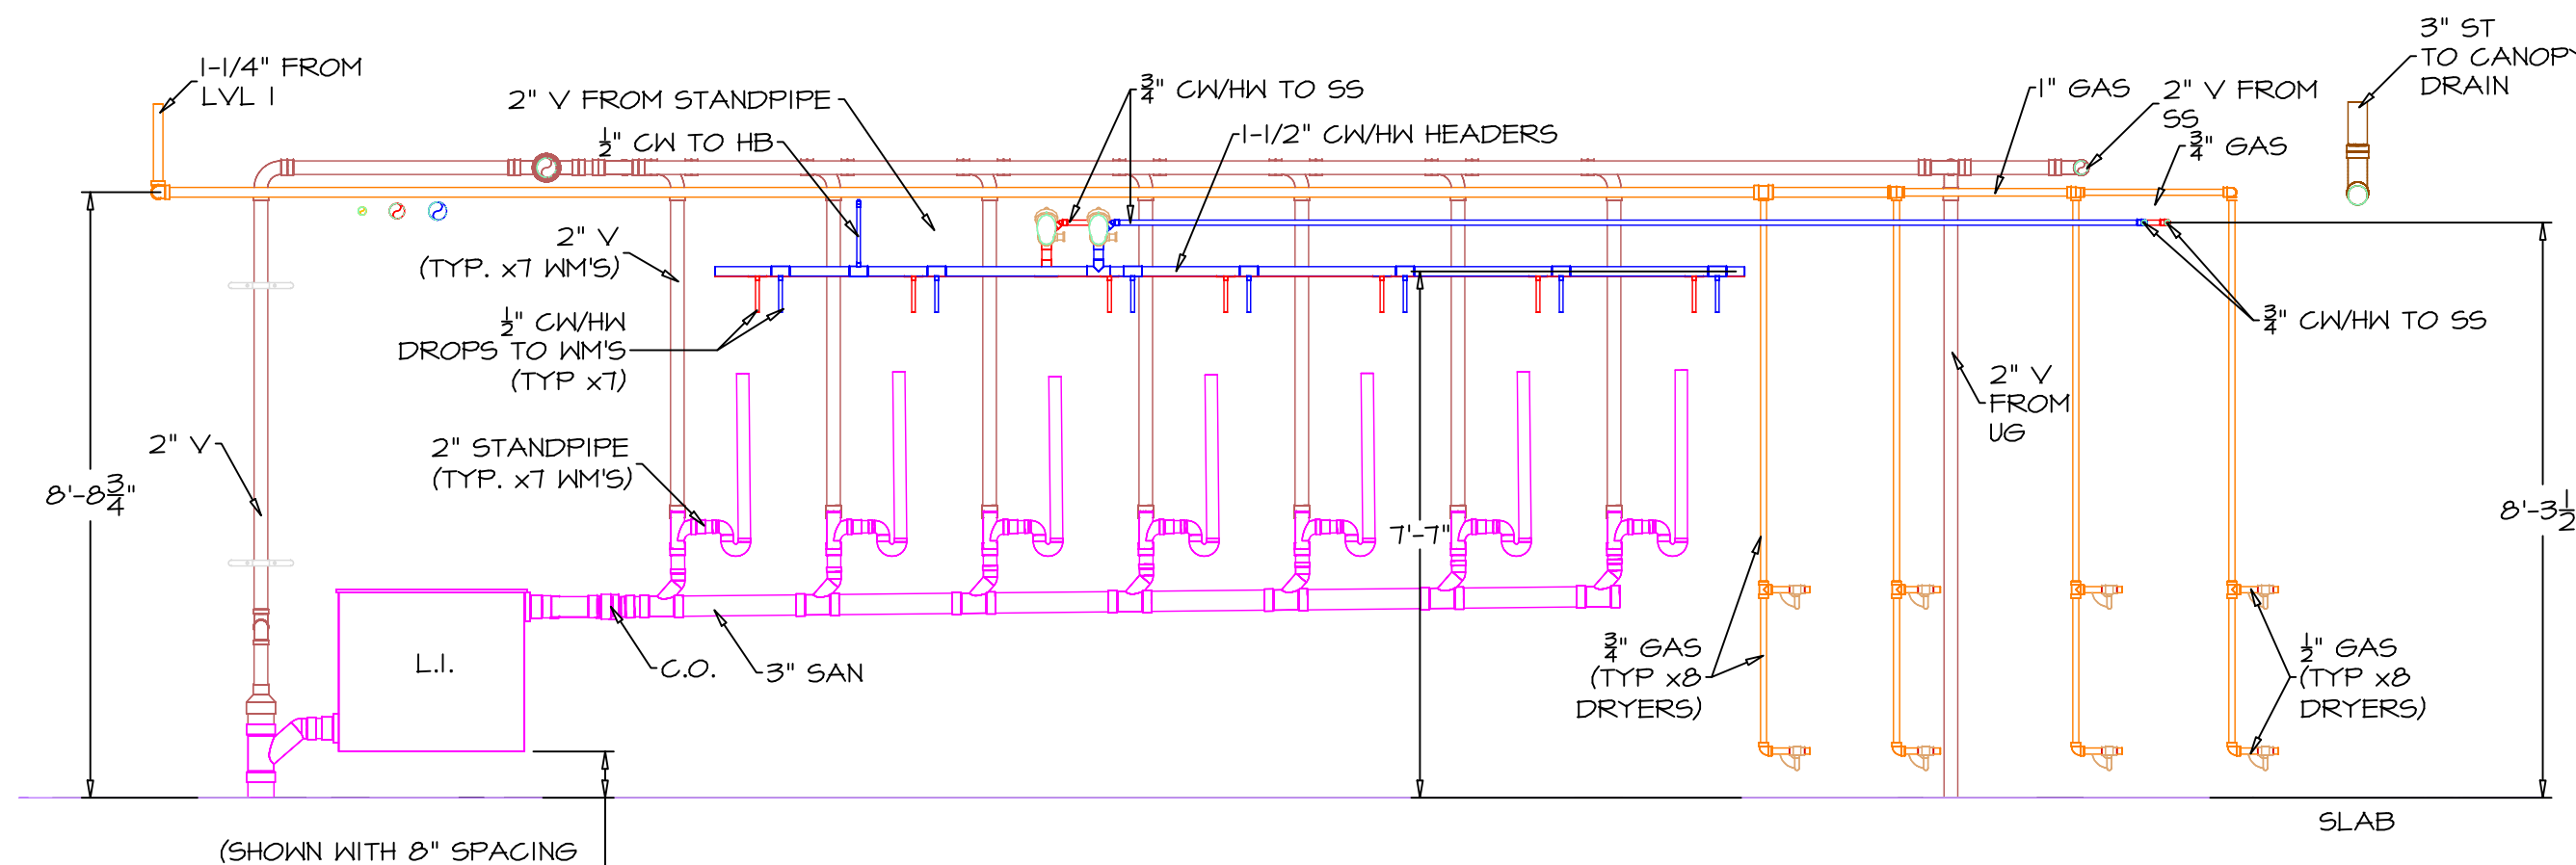 1-1/4" FROM
LVL 1
2" V FROM STANDPIPE
1/2" CW TO HB
3/4" CW/HW TO SS
1-1/2" CW/HW HEADERS
1" GAS
2" V FROM
SS
3/4" GAS
3" ST
TO CANOPY
DRAIN
2" V
(TYP. x7 WM'S)
1/2" CW/HW
DROPS TO WM'S
(TYP x7)
3/4" CW/HW TO SS
2" V
FROM
UG
2" V
2" STANDPIPE
(TYP. x7 WM'S)
8'-8 3/4"
7'-7"
8'-3 1/2
L.I.
C.O.
3" SAN
3/4" GAS
(TYP x8
DRYERS)
1/2" GAS
(TYP x8
DRYERS)
SLAB
(SHOWN WITH 8" SPACING